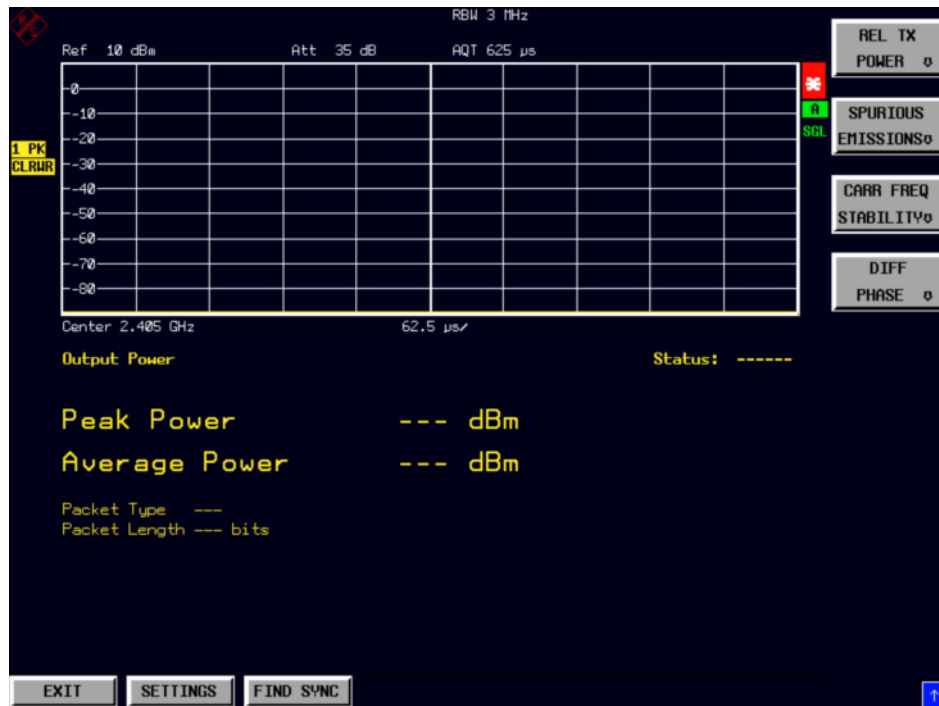 RBW 3 MHz
Ref 10 dBm Att 35 dB AQT 625 µs
R S
-0
-10
-20
-30
-40
-50
-60
-70
-80
1 PK
CLRWR
A
SGL
Center 2.405 GHz 62.5 µs/
Output Power Status: ------
Peak Power --- dBm
Average Power --- dBm
Packet Type ---
Packet Length --- bits
REL TX
POWER
SPURIOUS
EMISSIONS
CARR FREQ
STABILITY
DIFF
PHASE
EXIT SETTINGS FIND SYNC